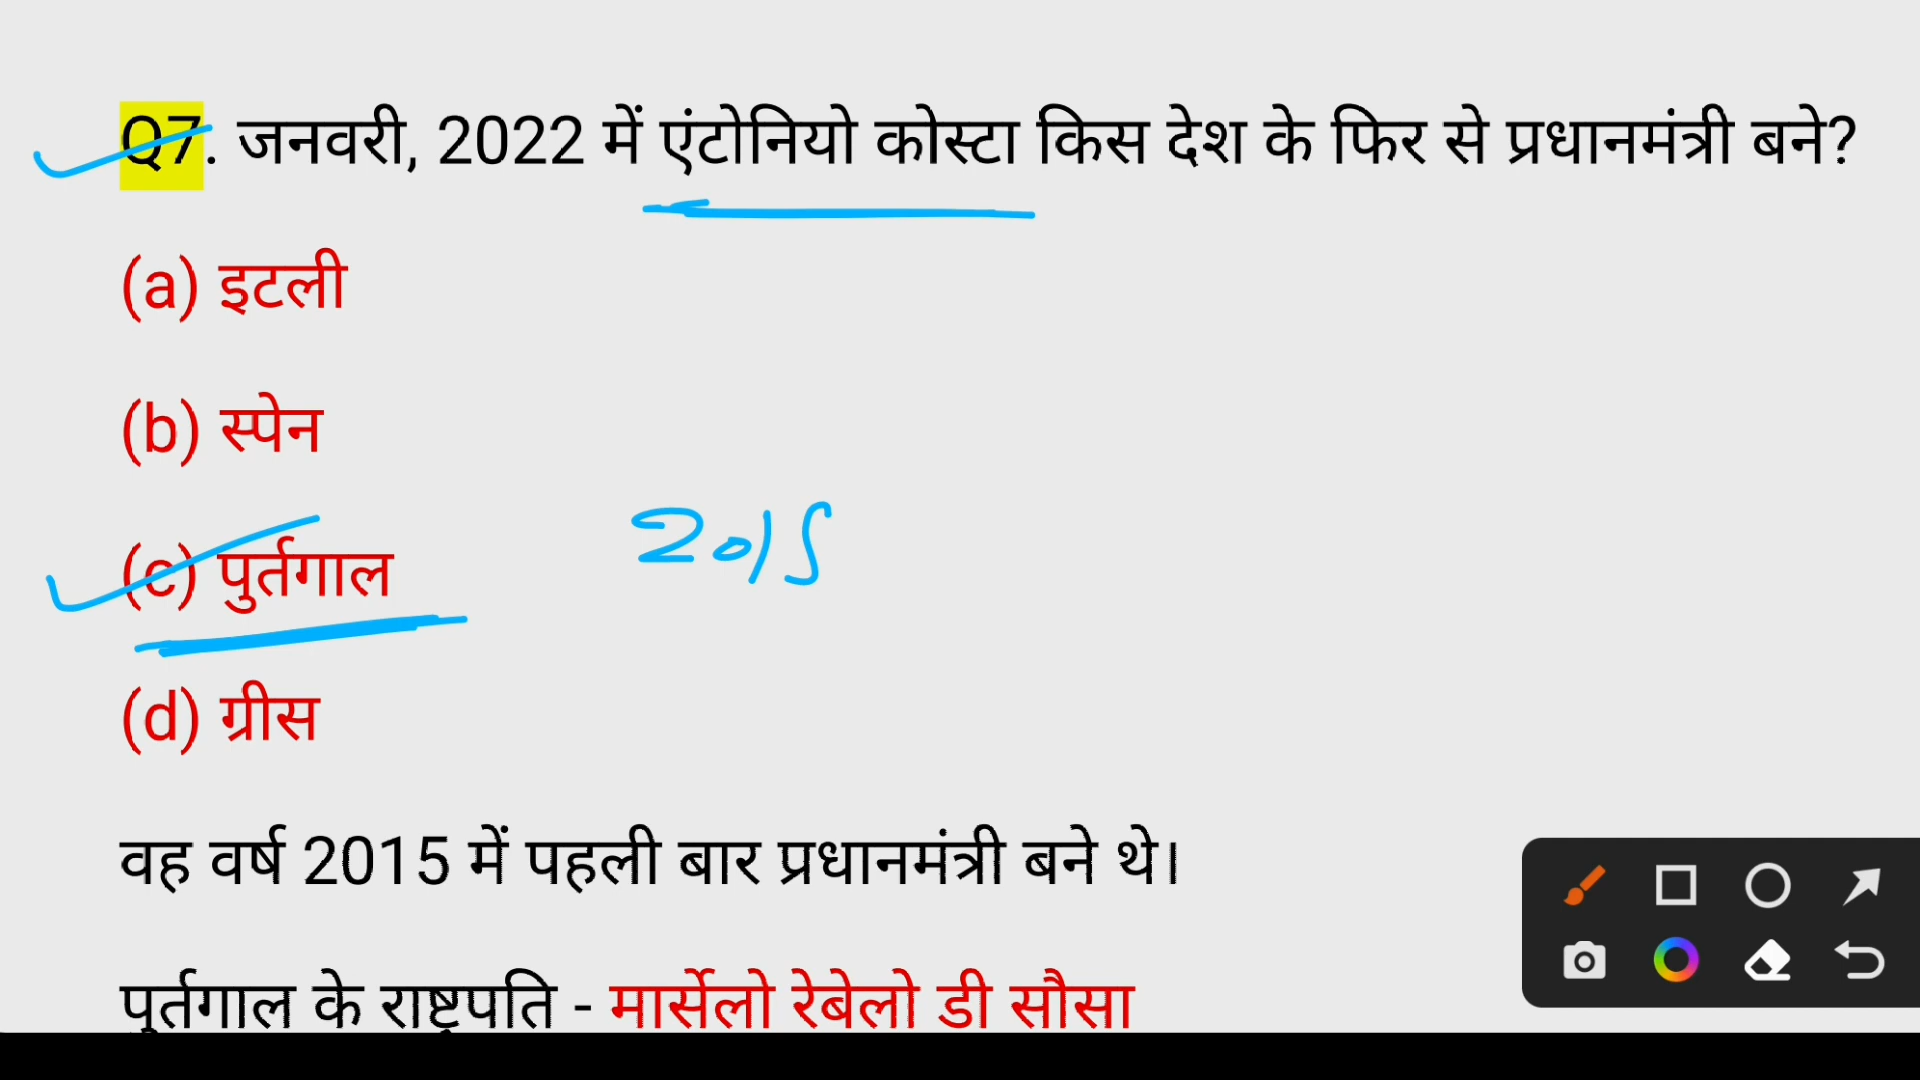 Q7. जनवरी, 2022 में एंटोनियो कोस्टा किस देश के फिर से प्रधानमंत्री बने?
(a) इटली
(b) स्पेन
(c) पुर्तगाल
2015
(d) ग्रीस
वह वर्ष 2015 में पहली बार प्रधानमंत्री बने थे।
पुर्तगाल के राष्ट्रपति - मार्सेलो रेबेलो डी सौसा